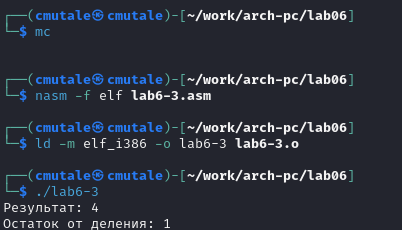 ┌──(cmutale㉿cmutale)-[~/work/arch-pc/lab06]
└─$ mc
┌──(cmutale㉿cmutale)-[~/work/arch-pc/lab06]
└─$ nasm -f elf lab6-3.asm
┌──(cmutale㉿cmutale)-[~/work/arch-pc/lab06]
└─$ ld -m elf_i386 -o lab6-3 lab6-3.o
┌──(cmutale㉿cmutale)-[~/work/arch-pc/lab06]
└─$ ./lab6-3
Результат: 4
Остаток от деления: 1